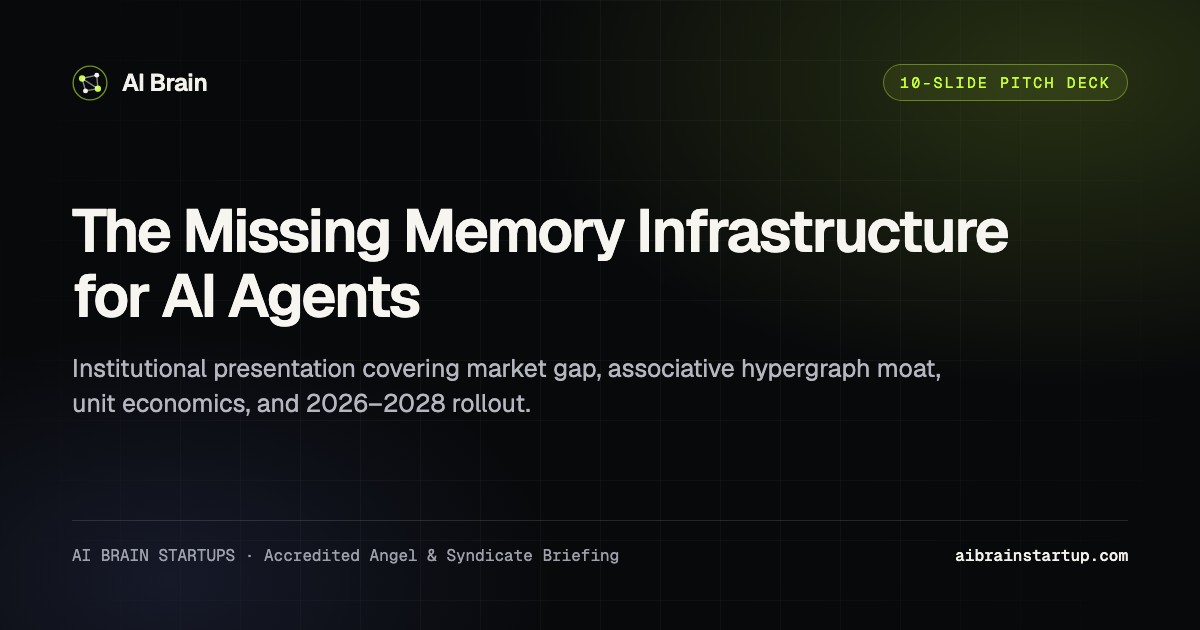 AI Brain
10-SLIDE PITCH DECK
The Missing Memory Infrastructure
for AI Agents
Institutional presentation covering market gap, associative hypergraph moat,
unit economics, and 2026–2028 rollout.
AI BRAIN STARTUPS · Accredited Angel & Syndicate Briefing
aibrainstartup.com